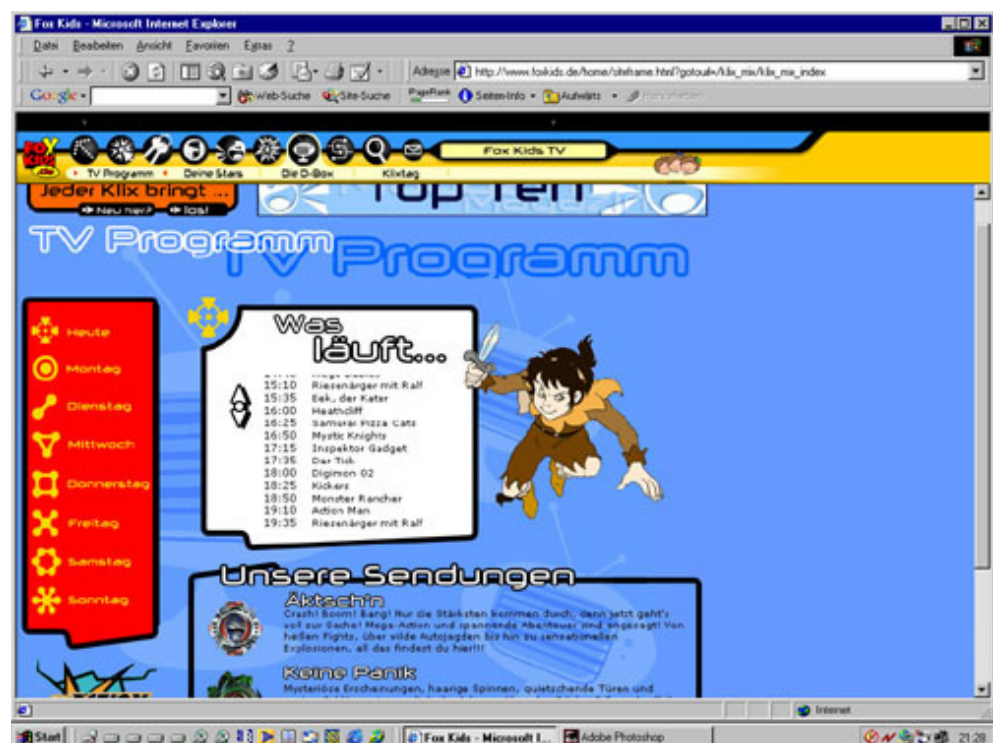 Fox Kids - Microsoft Internet Explorer
Datei Bearbeiten Ansicht Favoriten Extras ?
Adresse http://www.foxkids.de/home/siteframe.html?gotourl=/klix_mix/klix_mix_index
Google Web-Suche Site-Suche PageRank Seiten-Info Aufwärts
FOX KIDS .de
Fox Kids TV
TV Programm Deine Stars Die D-Box Klixtag
Jeder Klix bringt ...
Neu hier? los!
Top Ten
TV Programm
TV Programm
Heute
Montag
Dienstag
Mittwoch
Donnerstag
Freitag
Samstag
Sonntag
Was
läuft...
15:10 Riesenärger mit Ralf
15:35 Eek, der Kater
16:00 Heathcliff
16:25 Samurai Pizza Cats
16:50 Mystic Knights
17:15 Inspektor Gadget
17:35 Der Tick
18:00 Digimon 02
18:25 Kickers
18:50 Monster Rancher
19:10 Action Man
19:35 Riesenärger mit Ralf
Unsere Sendungen
Äktsch'n
Crash! Boom! Bang! Nur die Stärksten kommen durch, denn jetzt geht's
voll zur Sache! Mega-Action und spannende Abenteuer sind angesagt! Von
heißen Fights, über wilde Autojagden bis hin zu sensationellen
Explosionen, all das findest du hier!!!
Keine Panik
Mysteriöse Erscheinungen, haarige Spinnen, quietschende Türen und
Internet
Start Fox Kids - Microsoft I... Adobe Photoshop 21:28